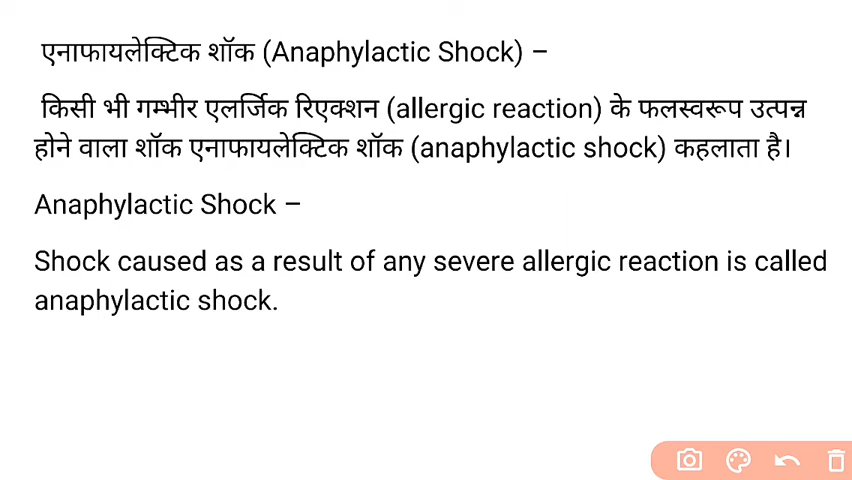 एनाफायलेक्टिक शॉक (Anaphylactic Shock) –
किसी भी गम्भीर एलर्जिक रिएक्शन (allergic reaction) के फलस्वरूप उत्पन्न
होने वाला शॉक एनाफायलेक्टिक शॉक (anaphylactic shock) कहलाता है।
Anaphylactic Shock –
Shock caused as a result of any severe allergic reaction is called
anaphylactic shock.